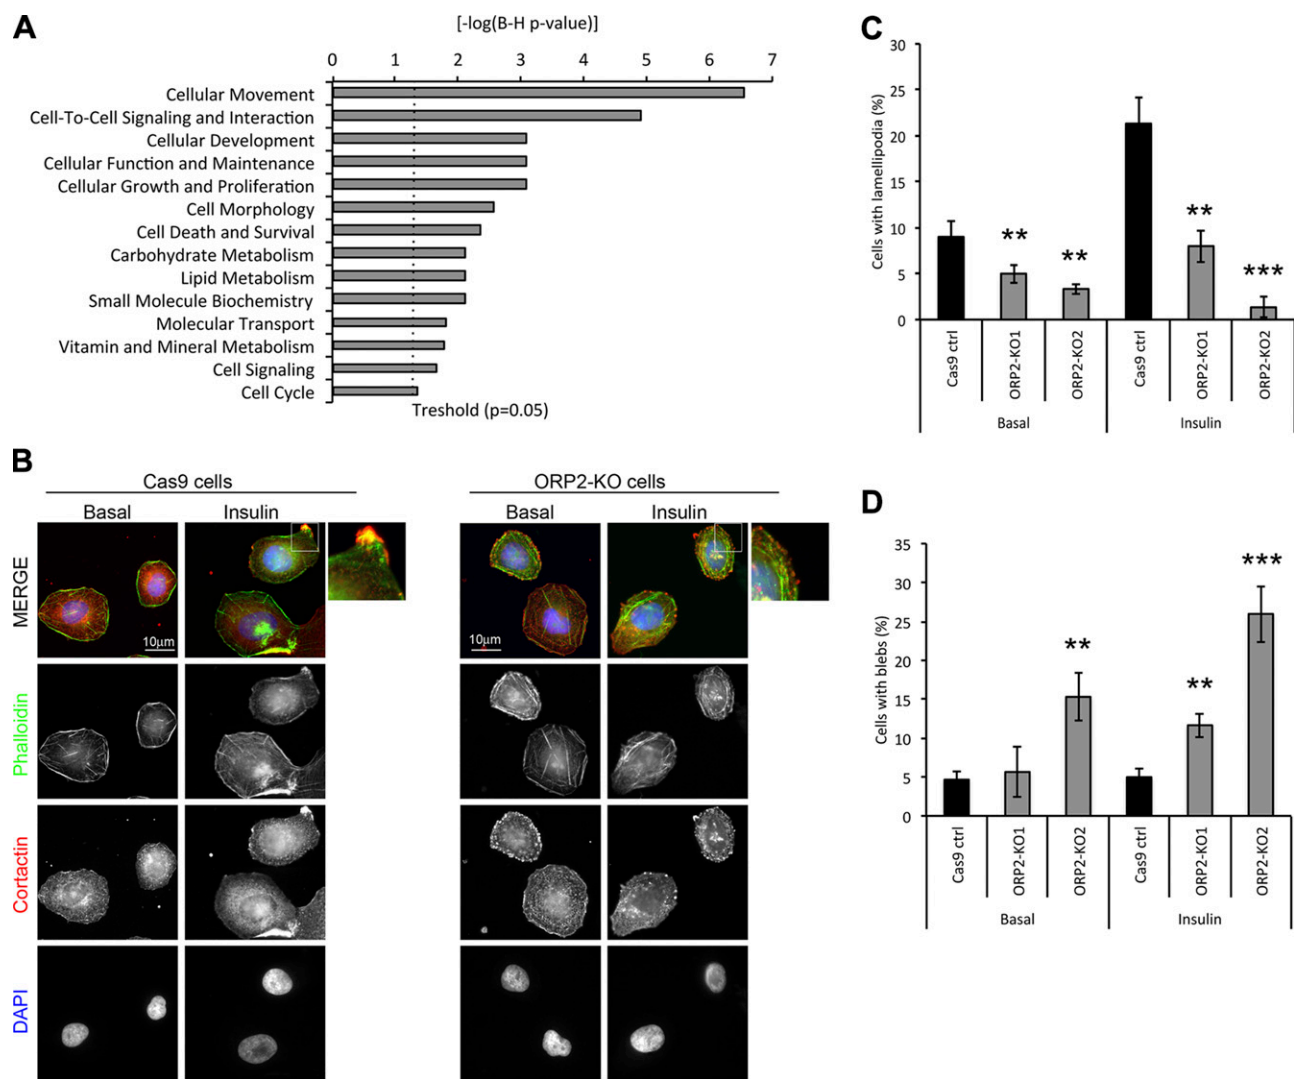 A
[-log(B-H p-value)]
0 1 2 3 4 5 6 7
Cellular Movement
Cell-To-Cell Signaling and Interaction
Cellular Development
Cellular Function and Maintenance
Cellular Growth and Proliferation
Cell Morphology
Cell Death and Survival
Carbohydrate Metabolism
Lipid Metabolism
Small Molecule Biochemistry
Molecular Transport
Vitamin and Mineral Metabolism
Cell Signaling
Cell Cycle
Treshold (p=0.05)
B
Cas9 cells
ORP2-KO cells
Basal
Insulin
Basal
Insulin
MERGE
10μm
10μm
Phalloidin
Cortactin
DAPI
C
Cells with lamellipodia (%)
30
25
20
15
10
5
0
**
**
**
***
Cas9 ctrl
ORP2-KO1
ORP2-KO2
Cas9 ctrl
ORP2-KO1
ORP2-KO2
Basal
Insulin
D
Cells with blebs (%)
35
30
25
20
15
10
5
0
**
**
***
Cas9 ctrl
ORP2-KO1
ORP2-KO2
Cas9 ctrl
ORP2-KO1
ORP2-KO2
Basal
Insulin